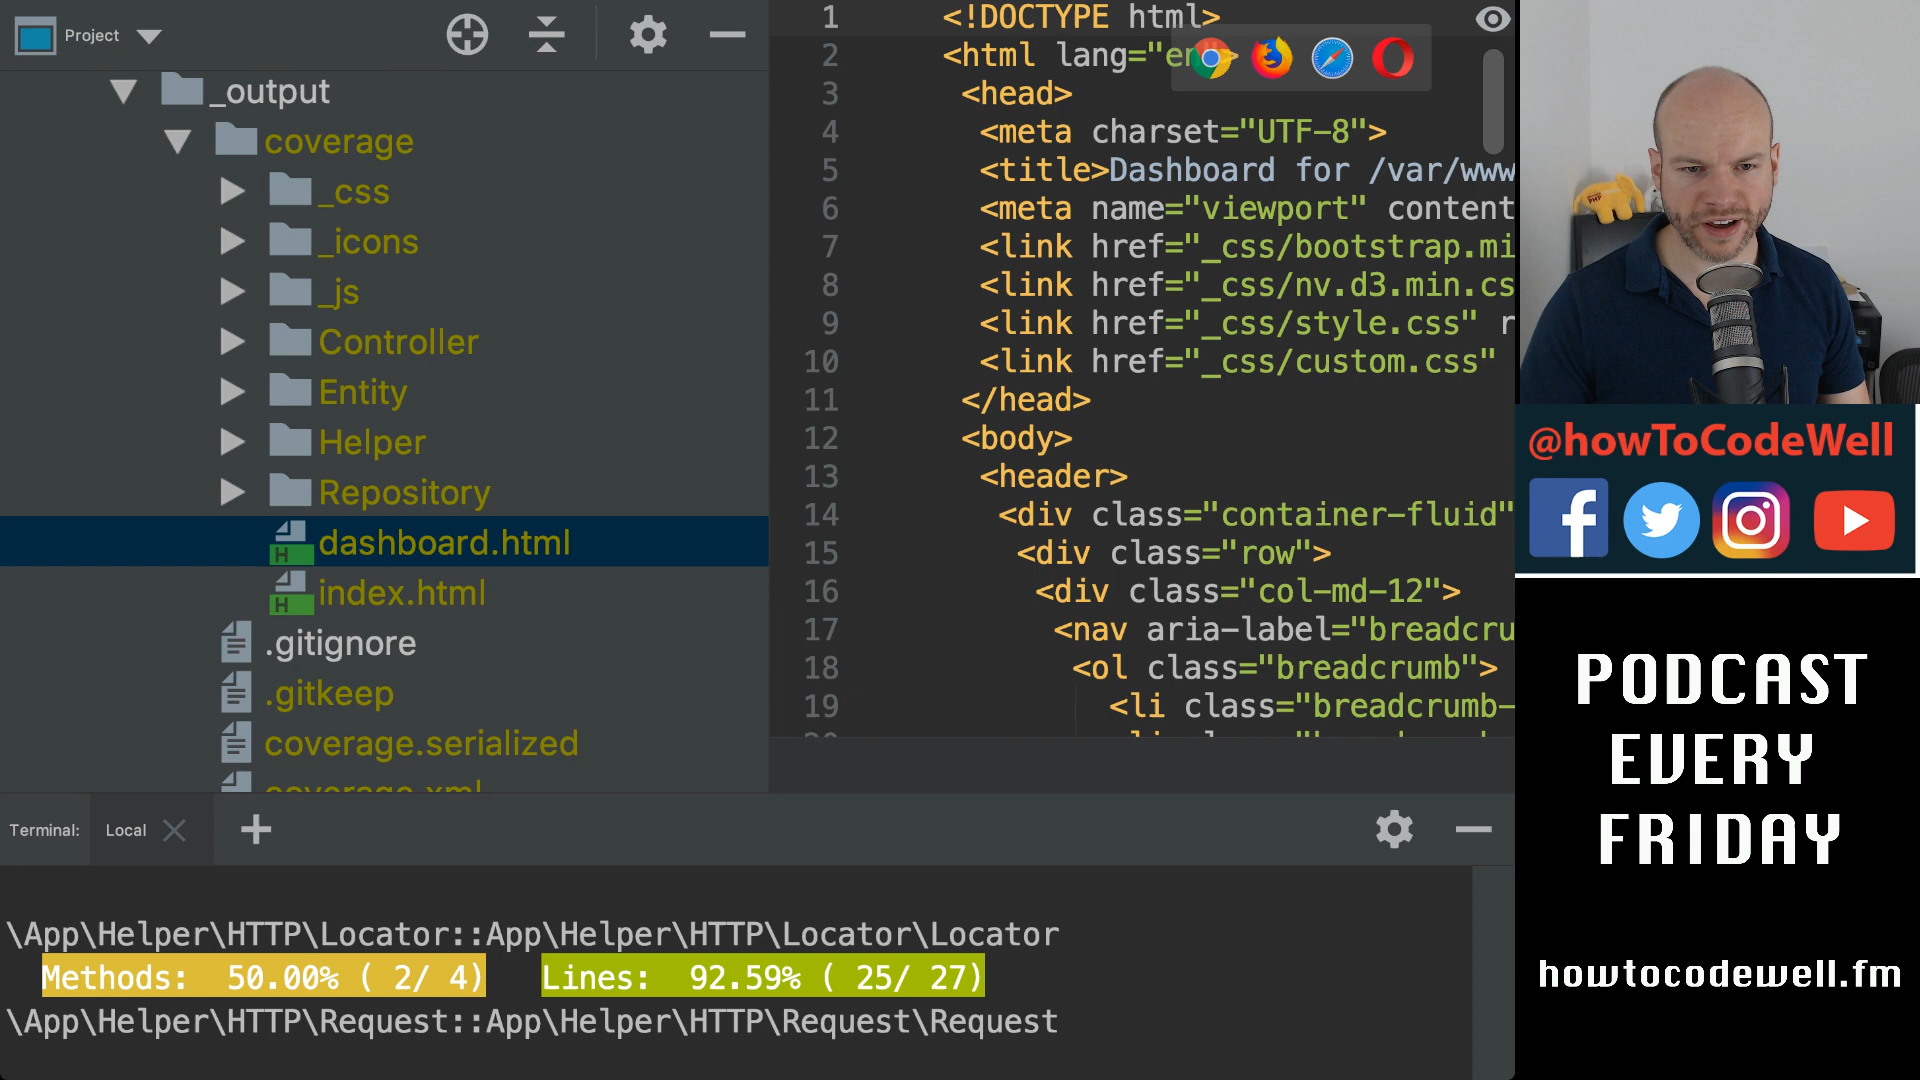 Project
_output
coverage
_css
_icons
_js
Controller
Entity
Helper
Repository
dashboard.html
index.html
.gitignore
.gitkeep
coverage.serialized
coverage.xml
1 <!DOCTYPE html>
2 <html lang="en">
3 <head>
4 <meta charset="UTF-8">
5 <title>Dashboard for /var/www
6 <meta name="viewport" content
7 <link href="_css/bootstrap.mi
8 <link href="_css/nv.d3.min.cs
9 <link href="_css/style.css" r
10 <link href="_css/custom.css"
11 </head>
12 <body>
13 <header>
14 <div class="container-fluid"
15 <div class="row">
16 <div class="col-md-12">
17 <nav aria-label="breadcru
18 <ol class="breadcrumb">
19 <li class="breadcrumb-
Terminal: Local
\App\Helper\HTTP\Locator::App\Helper\HTTP\Locator\Locator
Methods: 50.00% ( 2/ 4) Lines: 92.59% ( 25/ 27)
\App\Helper\HTTP\Request::App\Helper\HTTP\Request\Request
PHP
@howToCodeWell
PODCAST
EVERY
FRIDAY
howtocodewell.fm